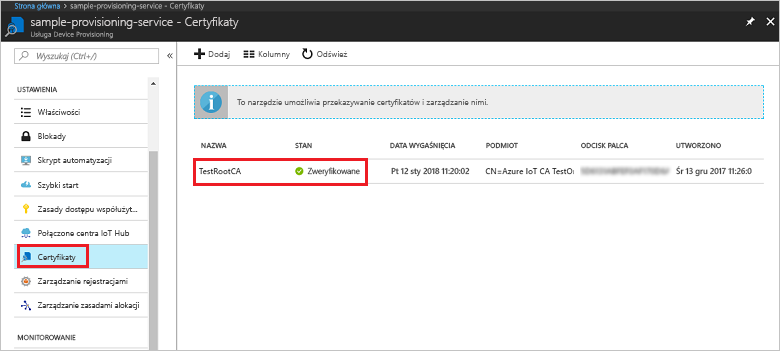 Strona główna > sample-provisioning-service - Certyfikaty
sample-provisioning-service - Certyfikaty
Usługa Device Provisioning
Wyszukaj (Ctrl+/)
Dodaj Kolumny Odśwież
USTAWIENIA
Właściwości
Blokady
Skrypt automatyzacji
Szybki start
Zasady dostępu współużyt...
Połączone centra IoT Hub
Certyfikaty
Zarządzanie rejestracjami
Zarządzanie zasadami alokacji
MONITOROWANIE
To narzędzie umożliwia przekazywanie certyfikatów i zarządzanie nimi.
NAZWA STAN DATA WYGAŚNIĘCIA PODMIOT ODCISK PALCA UTWORZONO
TestRootCA Zweryfikowane Pt 12 sty 2018 11:20:02 CN=Azure IoT CA TestO Śr 13 gru 2017 11:26:0